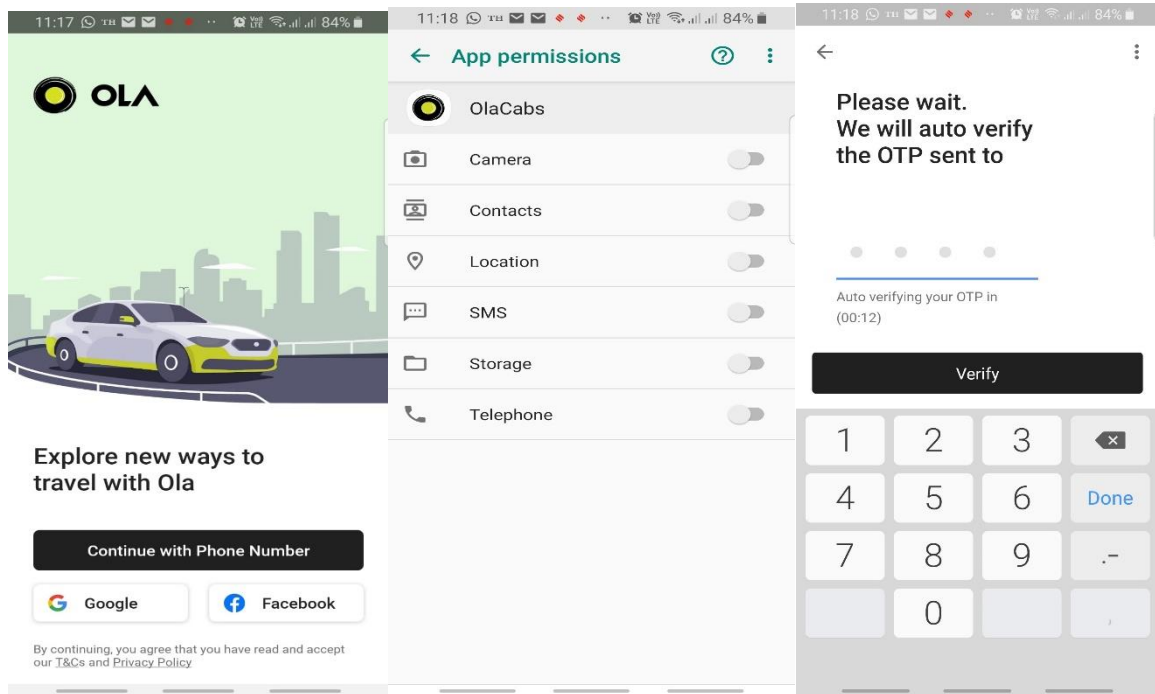 11:17 TH 84%
OLA
Explore new ways to
travel with Ola
Continue with Phone Number
Google
Facebook
By continuing, you agree that you have read and accept
our T&Cs and Privacy Policy
11:18 TH 84%
App permissions
OlaCabs
Camera
Contacts
Location
SMS
Storage
Telephone
11:18 TH 84%
Please wait.
We will auto verify
the OTP sent to
Auto verifying your OTP in
(00:12)
Verify
1 2 3
4 5 6 Done
7 8 9 .-
0 ,